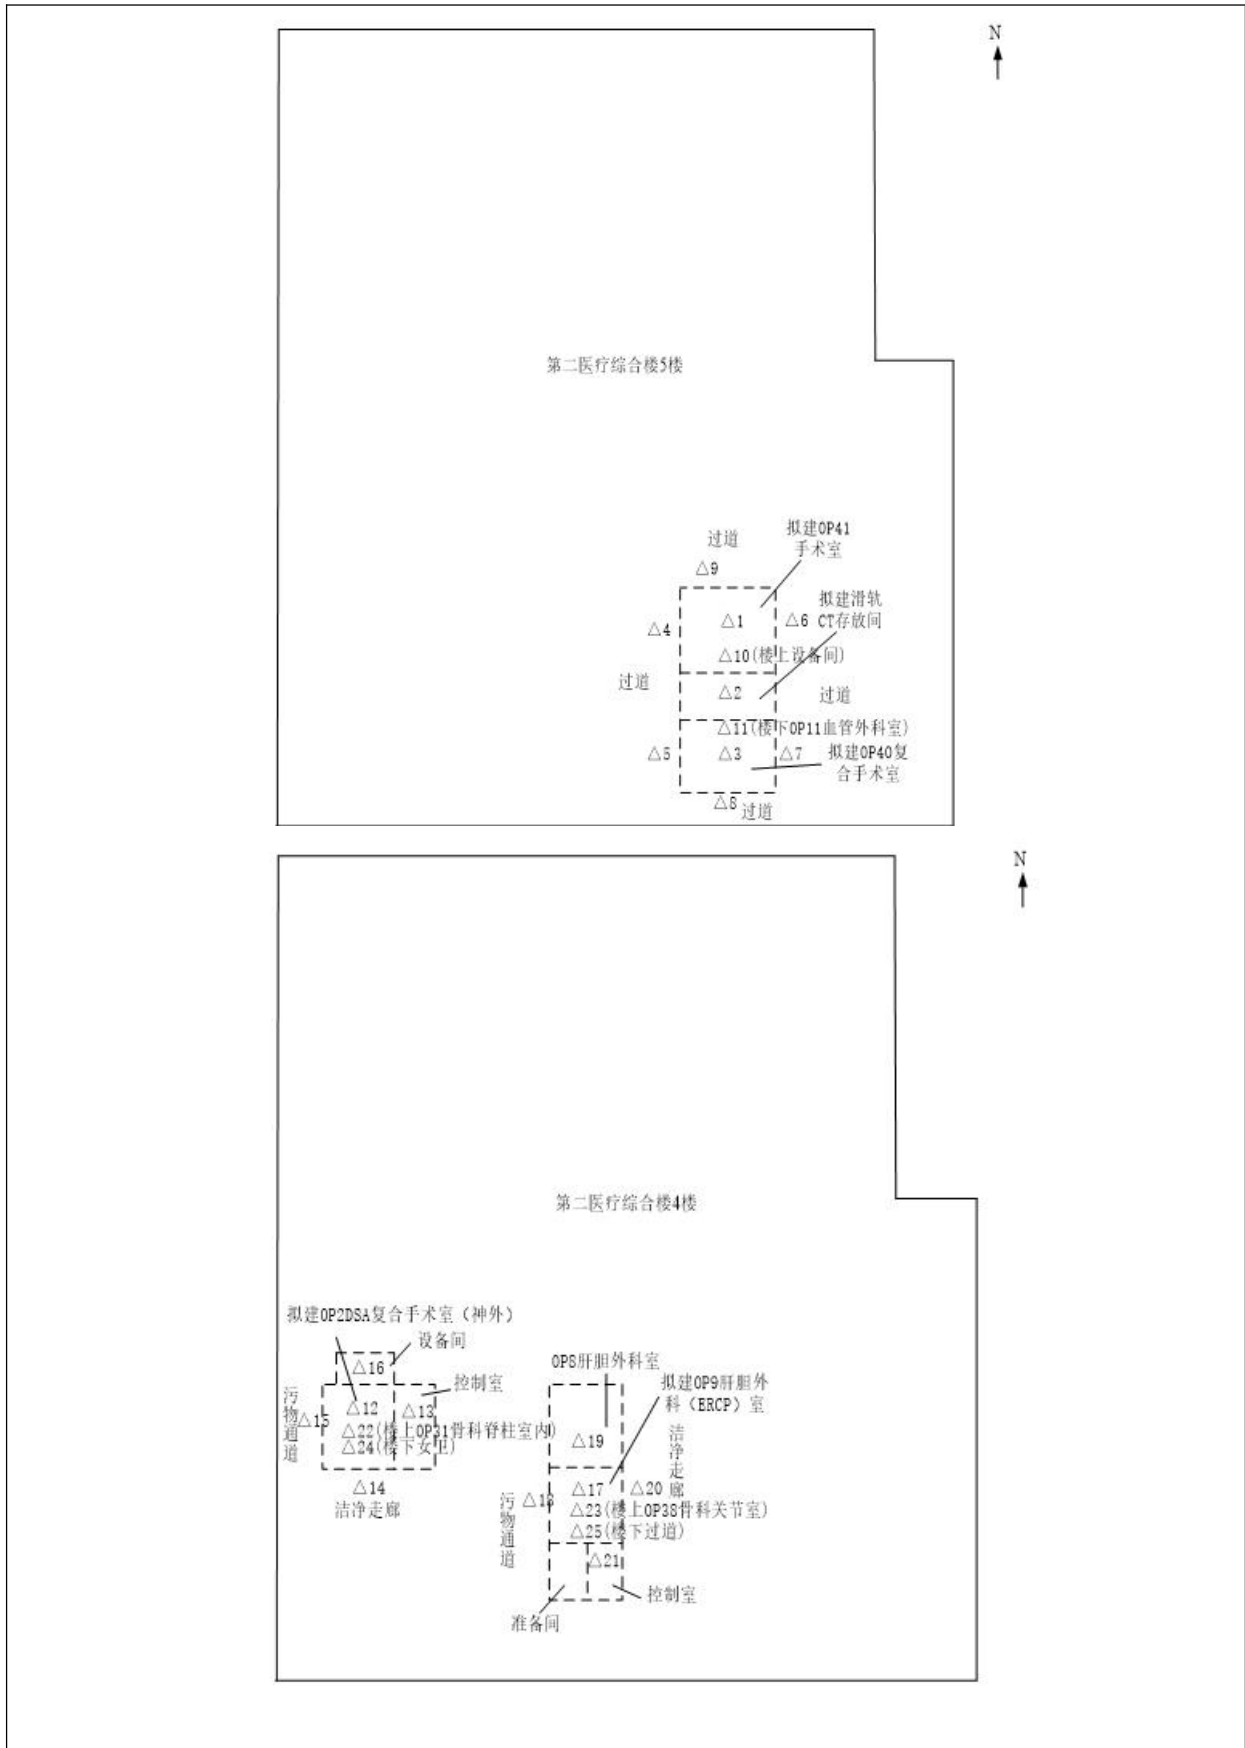 N
第二医疗综合楼5楼
过道
拟建OP41
手术室
△9
拟建滑轨
CT存放间
△4
△1
△6
△10(楼上设备间)
过道
△2
过道
△11(楼下OP11血管外科室)
△5
△3
△7
拟建OP40复
合手术室
△8
过道
N
第二医疗综合楼4楼
拟建OP2DSA复合手术室（神外）
设备间
△16
控制室
污物通道
△15
△12
△13
△22(楼上OP31骨科脊柱室内)
△24(楼下女卫)
△14
洁净走廊
OP8肝胆外科室
拟建OP9肝胆外
科（ERCP）室
洁净走廊
△19
△17
△20
污物通道
△18
△23(楼上OP38骨科关节室)
△25(楼下过道)
△21
控制室
准备间